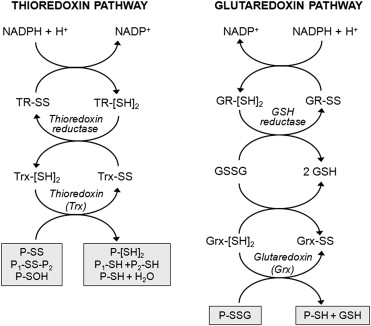 THIOREDOXIN PATHWAY
NADPH + H⁺ NADP⁺
TR-SS TR-[SH]₂
Thioredoxin
reductase
Trx-[SH]₂ Trx-SS
Thioredoxin
(Trx)
P-SS
P₁-SS-P₂
P-SOH
P-[SH]₂
P₁-SH +P₂-SH
P-SH + H₂O
GLUTAREDOXIN PATHWAY
NADP⁺ NADPH + H⁺
GR-[SH]₂ GR-SS
GSH
reductase
GSSG 2 GSH
Grx-[SH]₂ Grx-SS
Glutaredoxin
(Grx)
P-SSG P-SH + GSH